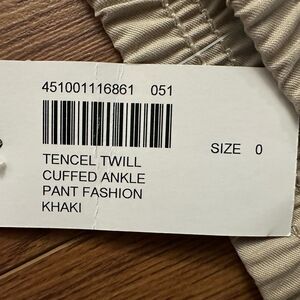 451001116861 051
SIZE 0
TENCEL TWILL
CUFFED ANKLE
PANT FASHION
KHAKI